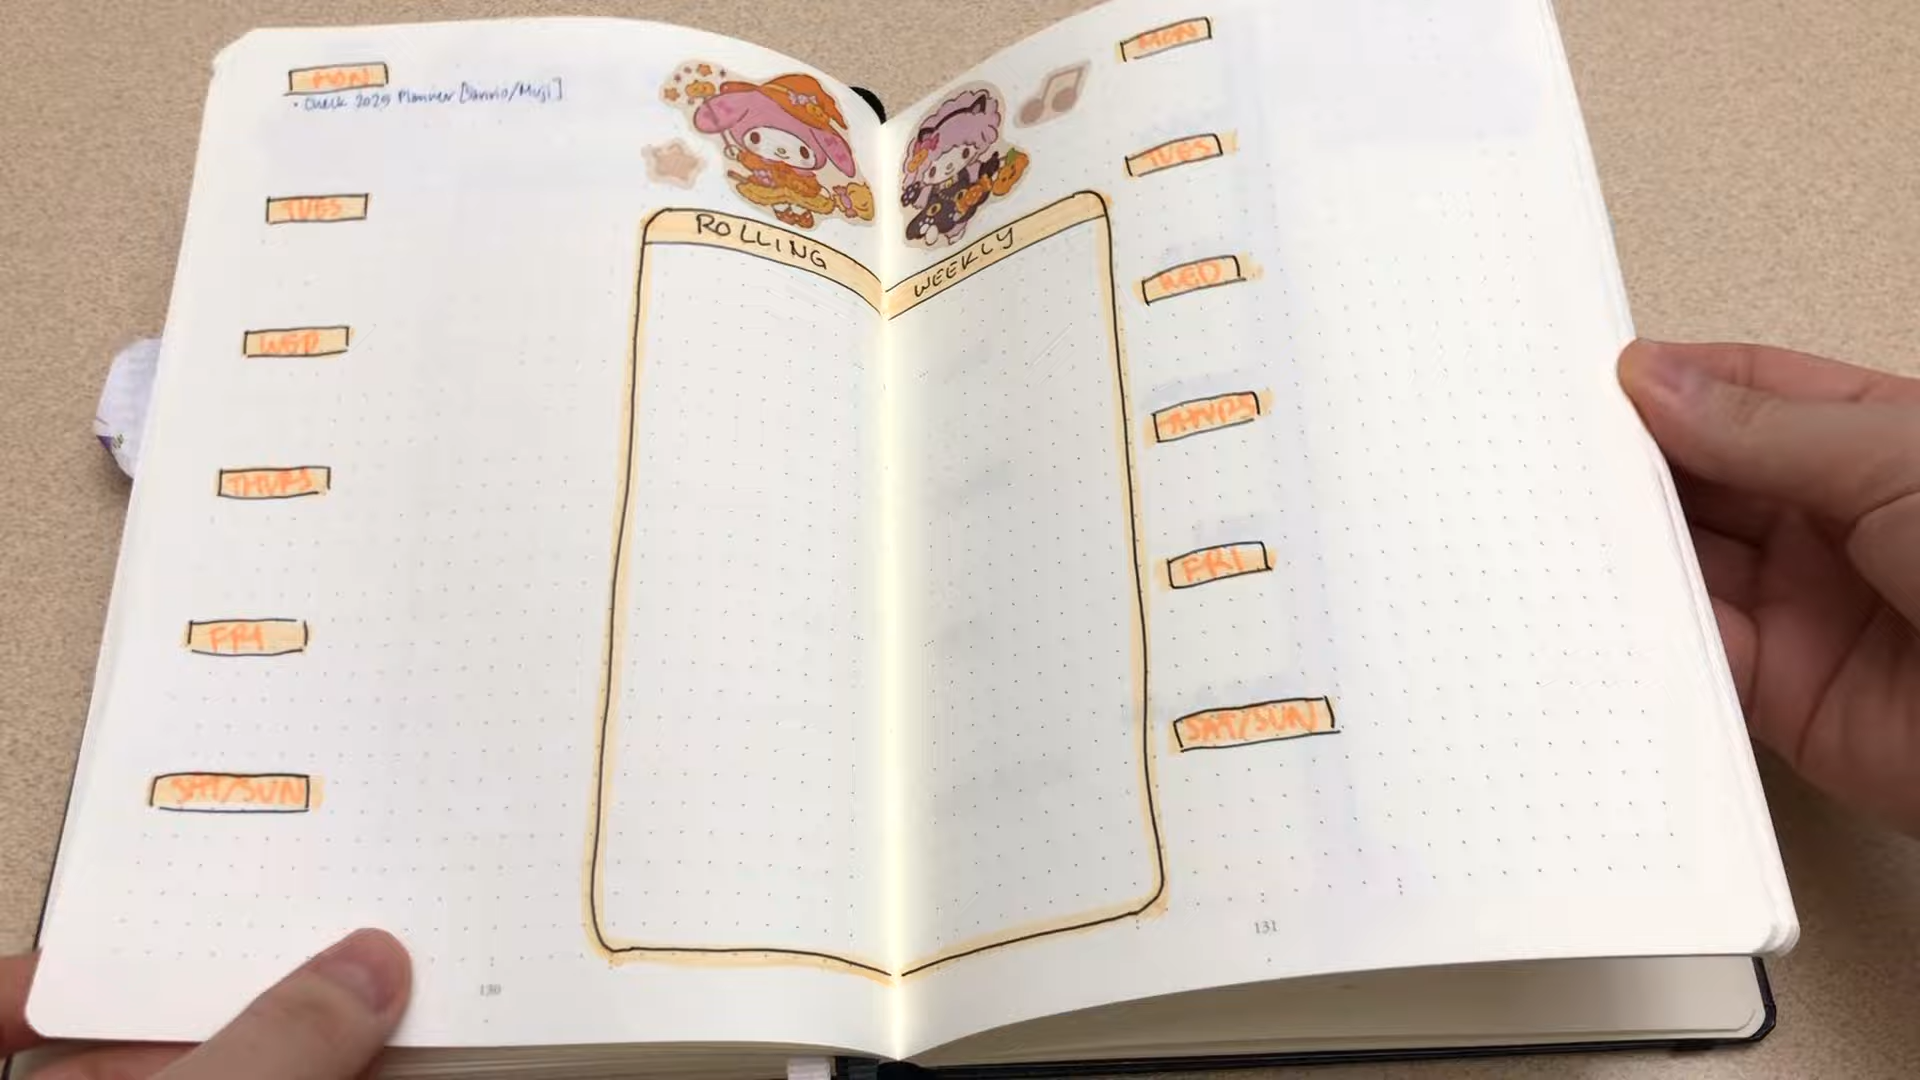 MON
• Check 2025 Planner [Sanrio/Muji]
TUES
WED
THURS
FRI
SAT/SUN
130
ROLLING WEEKLY
MON
TUES
WED
THURS
FRI
SAT/SUN
131